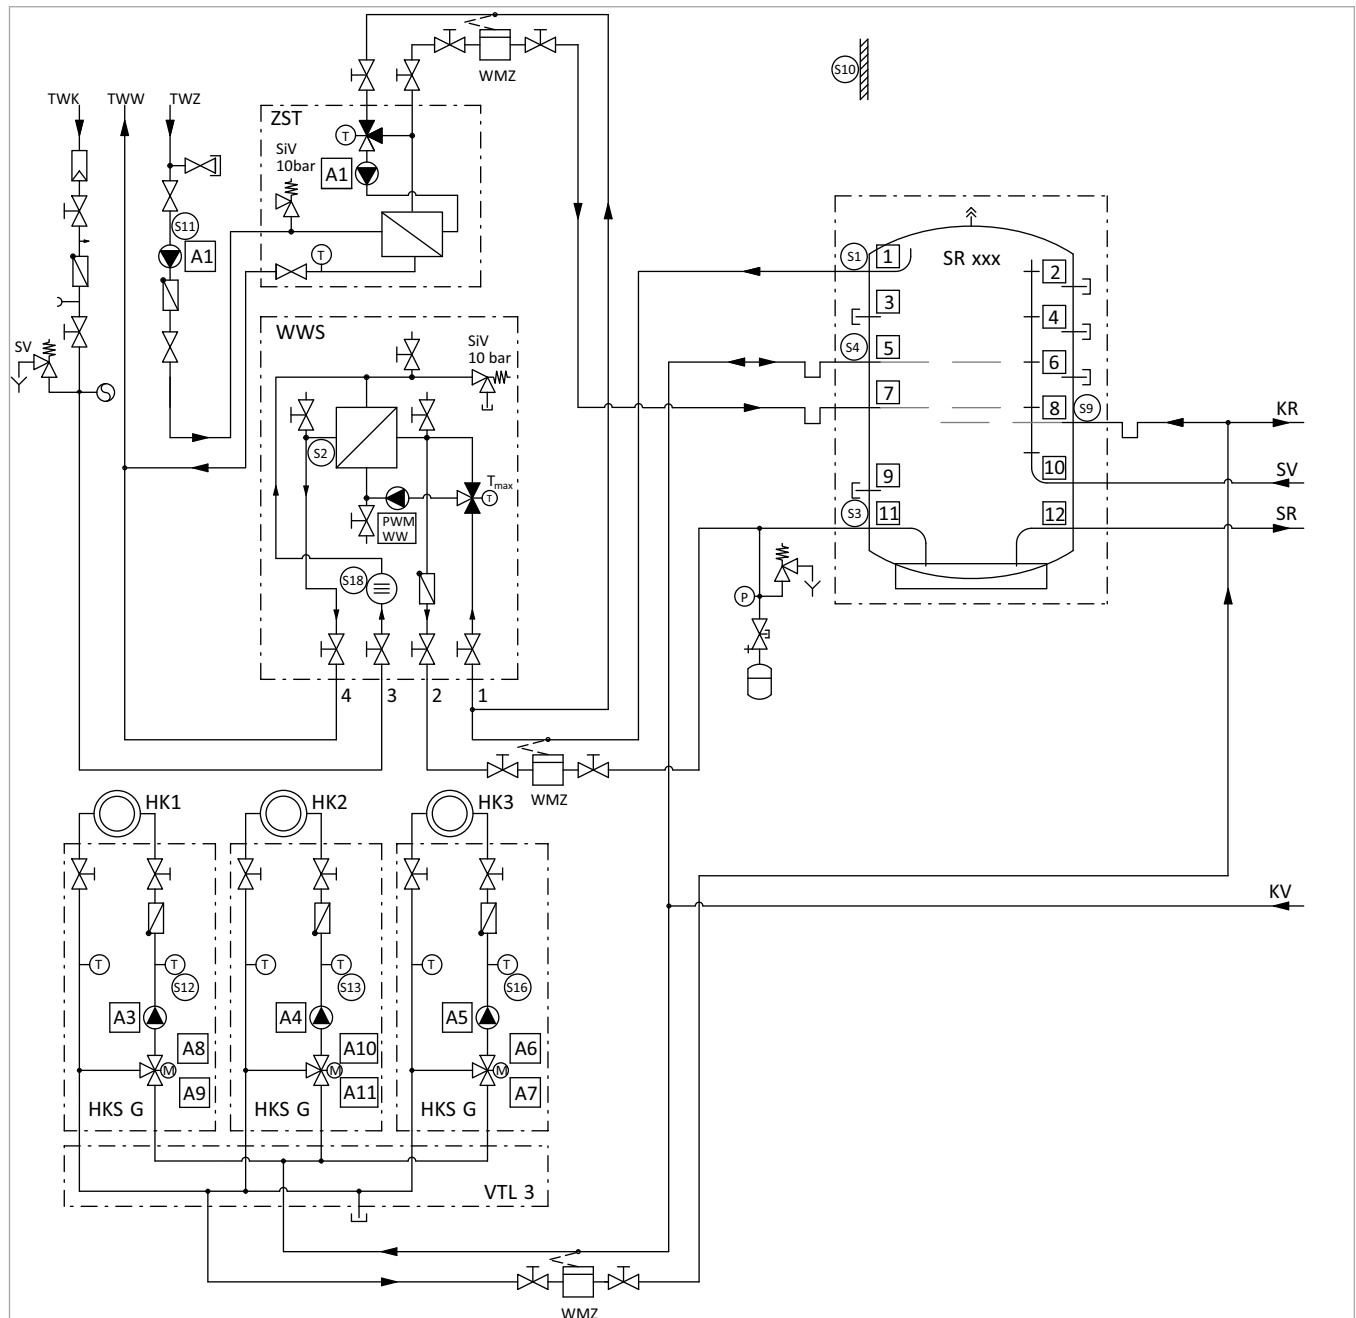 WMZ
S10
TWK
TWW
TWZ
ZST
T
SiV
10bar
A1
S11
A1
T
S1
1
SR xxx
2
3
4
WWS
SiV
10 bar
SV
S4
5
6
7
8
S9
KR
S2
9
10
SV
T
max
T
PWM
WW
S3
11
12
SR
S18
P
4
3
2
1
WMZ
HK1
HK2
HK3
KV
T
T
S12
T
T
S13
T
T
S16
A3
A4
A5
A8
M
A9
A10
M
A11
A6
M
A7
HKS G
HKS G
HKS G
VTL 3
WMZ